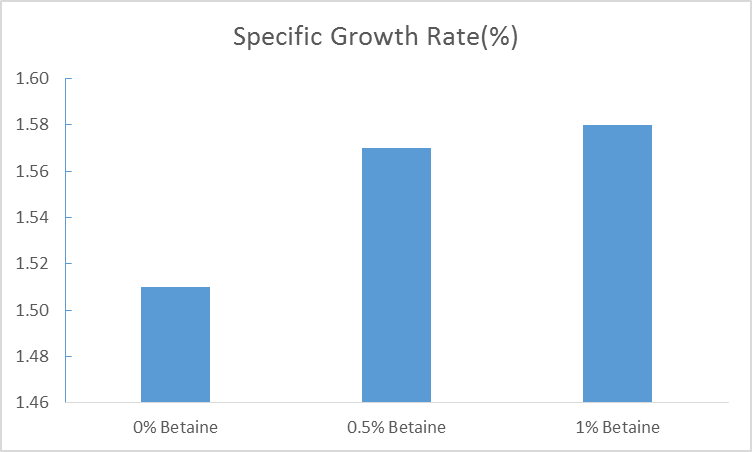 Specific Growth Rate(%)
1.60
1.58
1.56
1.54
1.52
1.50
1.48
1.46
0% Betaine
0.5% Betaine
1% Betaine